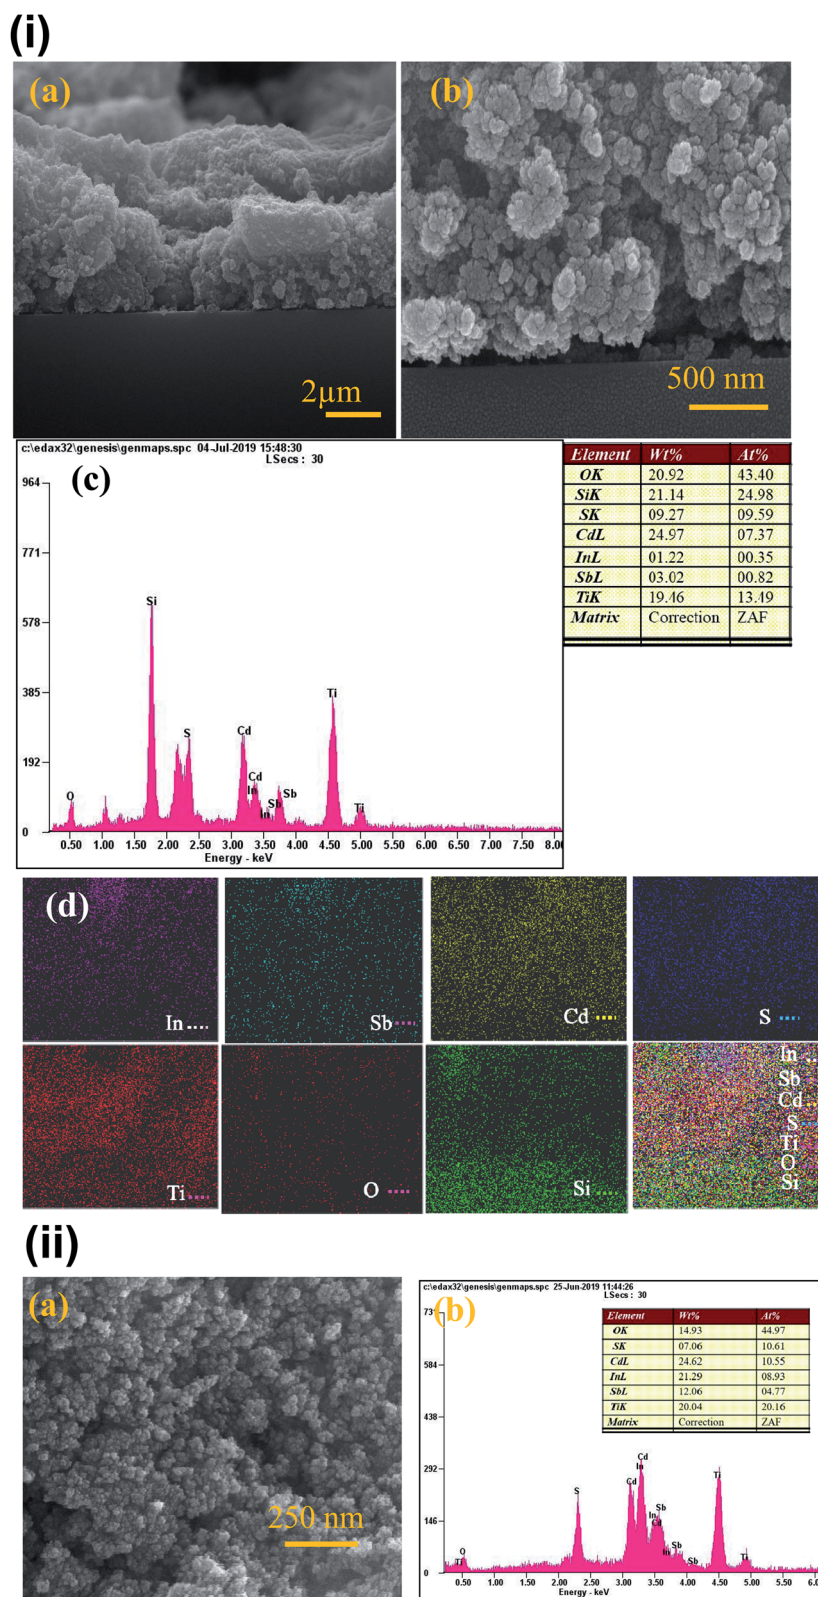 (i)
(a)
(b)
2μm
500 nm
c:\edax32\genesis\genmaps.spc 04-Jul-2019 15:48:30
LSecs : 30
(c)
964
771
578
385
192
0
O
Si
S
Cd
Cd
In
In
Sb
Sb
Ti
Ti
0.50 1.00 1.50 2.00 2.50 3.00 3.50 4.00 4.50 5.00 5.50 6.00 6.50 7.00 7.50 8.00
Energy - keV
Element Wt% At%
OK 20.92 43.40
SiK 21.14 24.98
SK 09.27 09.59
CdL 24.97 07.37
InL 01.22 00.35
SbL 03.02 00.82
TiK 19.46 13.49
Matrix Correction ZAF
(d)
In
Sb
Cd
S
Ti
O
Si
In
Sb
Cd
S
Ti
O
Si
(ii)
(a)
250 nm
c:\edax32\genesis\genmaps.spc 25-Jun-2019 11:44:26
LSecs : 30
(b)
584
438
292
146
0
Element Wt% At%
OK 14.93 44.97
SK 07.06 10.61
CdL 24.62 10.55
InL 21.29 08.93
SbL 12.06 04.77
TiK 20.04 20.16
Matrix Correction ZAF
Ti
O
S
Cd
In
Cd
In
Cd
Sb
In
Sb
Sb
Ti
Ti
0.50 1.00 1.50 2.00 2.50 3.00 3.50 4.00 4.50 5.00 5.50
Energy - keV